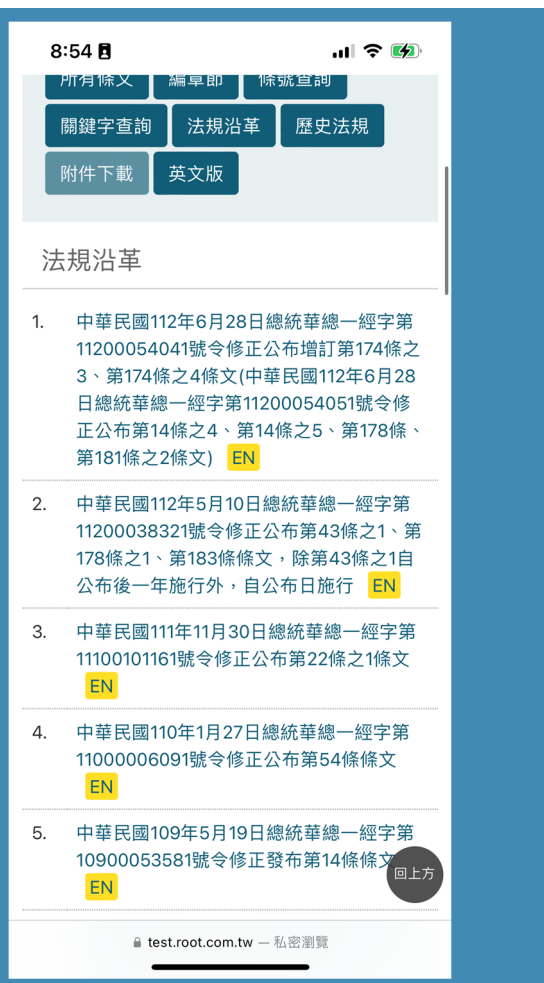 8:54
所有條文 編章節 條號查詢
關鍵字查詢 法規沿革 歷史法規
附件下載 英文版
法規沿革
1. 中華民國112年6月28日總統華總一經字第
11200054041號令修正公布增訂第174條之
3、第174條之4條文(中華民國112年6月28
日總統華總一經字第11200054051號令修
正公布第14條之4、第14條之5、第178條、
第181條之2條文) EN
2. 中華民國112年5月10日總統華總一經字第
11200038321號令修正公布第43條之1、第
178條之1、第183條條文，除第43條之1自
公布後一年施行外，自公布日施行 EN
3. 中華民國111年11月30日總統華總一經字第
11100101161號令修正公布第22條之1條文
EN
4. 中華民國110年1月27日總統華總一經字第
11000006091號令修正公布第54條條文
EN
5. 中華民國109年5月19日總統華總一經字第
10900053581號令修正發布第14條條文
EN
回上方
test.root.com.tw — 私密瀏覽